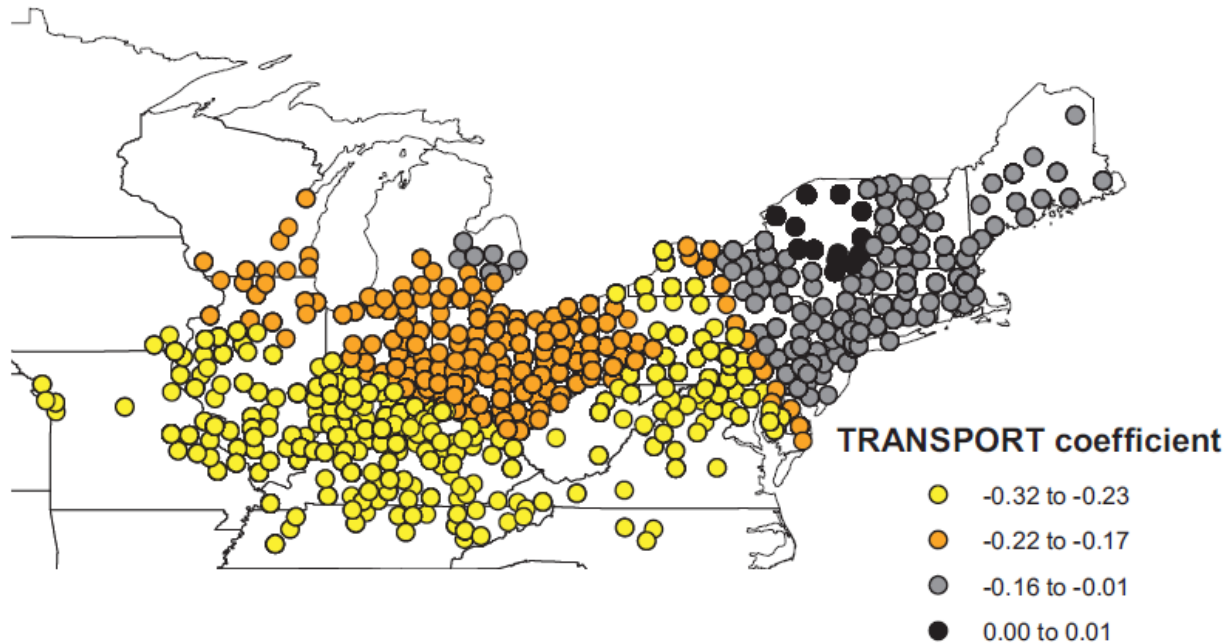 TRANSPORT coefficient
-0.32 to -0.23
-0.22 to -0.17
-0.16 to -0.01
0.00 to 0.01